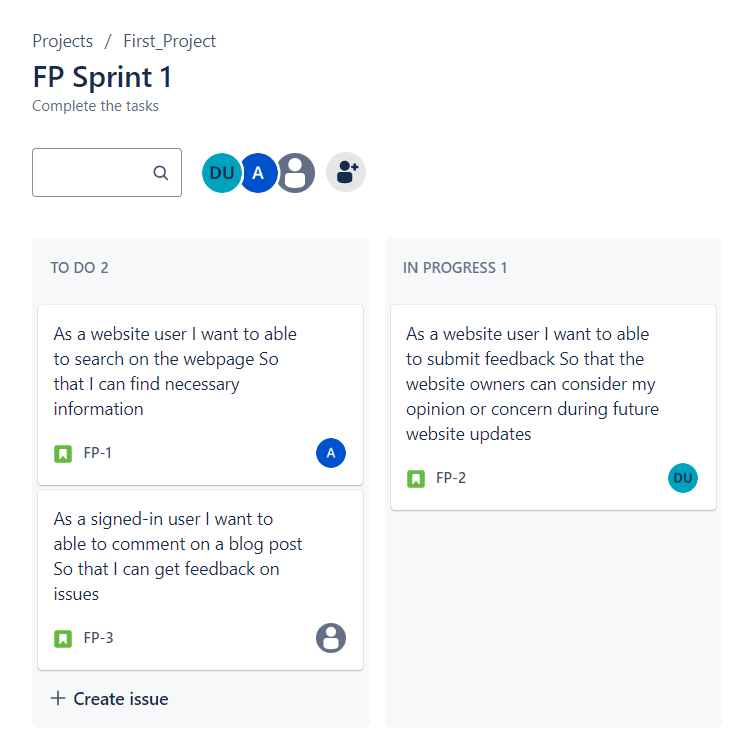 Projects / First_Project
FP Sprint 1
Complete the tasks
DU A
TO DO 2
As a website user I want to able
to search on the webpage So
that I can find necessary
information
FP-1 A
As a signed-in user I want to
able to comment on a blog post
So that I can get feedback on
issues
FP-3
+ Create issue
IN PROGRESS 1
As a website user I want to able
to submit feedback So that the
website owners can consider my
opinion or concern during future
website updates
FP-2 DU